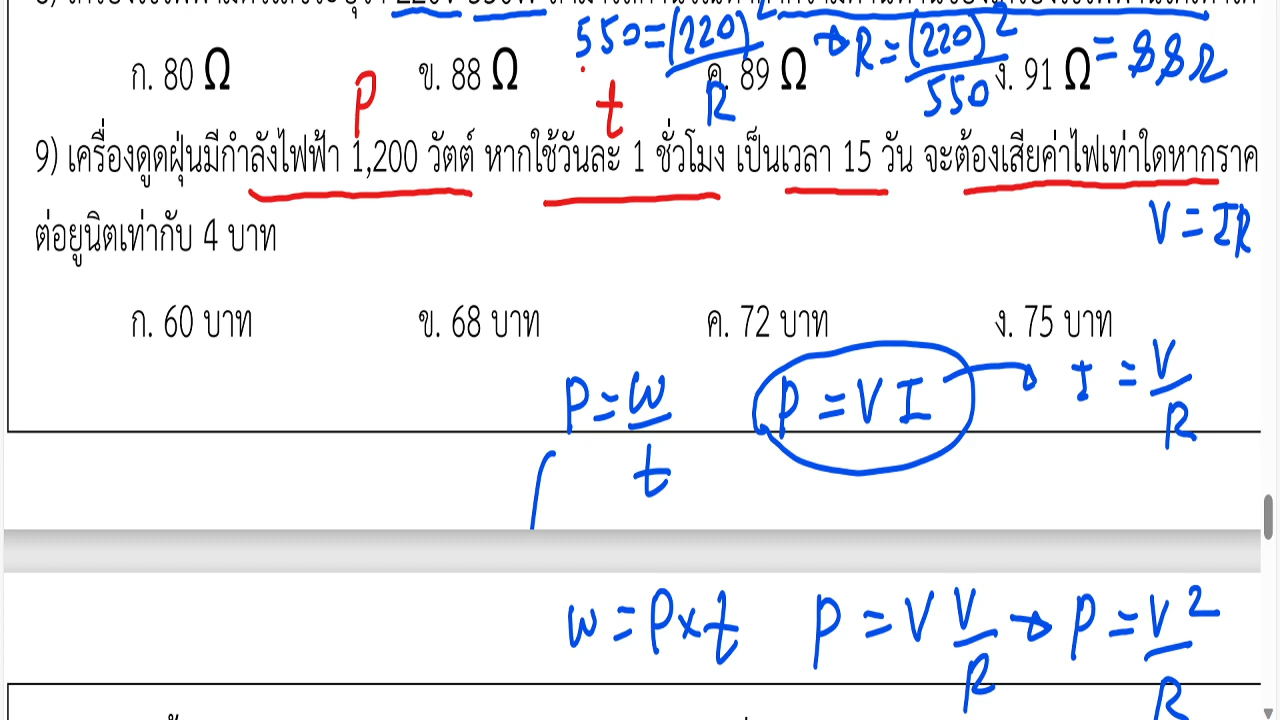 550=(220)²/R → R=(220)²/550 = 88Ω
ก. 80 Ω ข. 88 Ω ค. 89 Ω ง. 91 Ω
P t
9) เครื่องดูดฝุ่นมีกำลังไฟฟ้า 1,200 วัตต์ หากใช้วันละ 1 ชั่วโมง เป็นเวลา 15 วัน จะต้องเสียค่าไฟเท่าใดหากราค
ต่อยูนิตเท่ากับ 4 บาท
V = IR
ก. 60 บาท ข. 68 บาท ค. 72 บาท ง. 75 บาท
P = W/t P = VI → I = V/R
W = P×t P = V V/R → P = V²/R